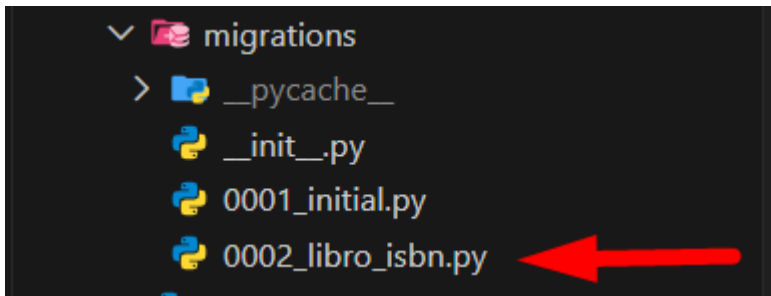 migrations
__pycache__
__init__.py
0001_initial.py
0002_libro_isbn.py